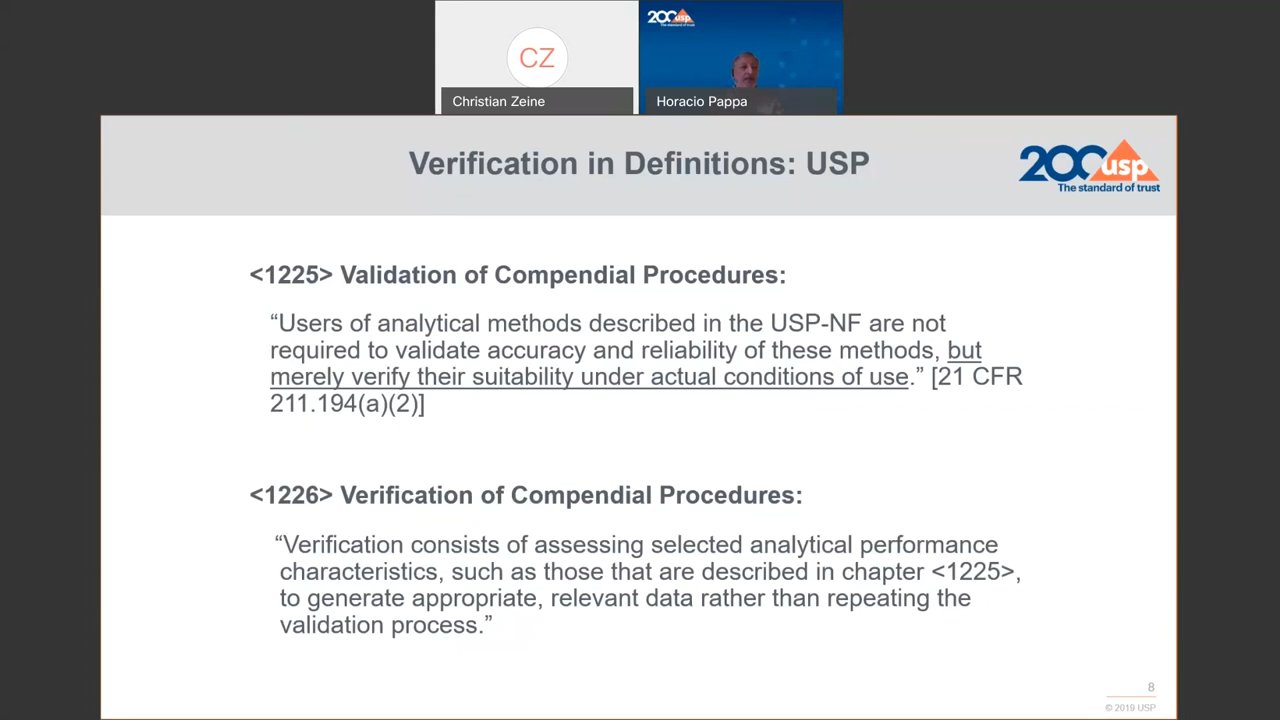 200 usp
The standard of trust
CZ
Christian Zeine
Horacio Pappa
Verification in Definitions: USP
200 usp
The standard of trust
<1225> Validation of Compendial Procedures:
“Users of analytical methods described in the USP-NF are not
required to validate accuracy and reliability of these methods, but
merely verify their suitability under actual conditions of use.” [21 CFR
211.194(a)(2)]
<1226> Verification of Compendial Procedures:
“Verification consists of assessing selected analytical performance
characteristics, such as those that are described in chapter <1225>,
to generate appropriate, relevant data rather than repeating the
validation process.”
8
© 2019 USP